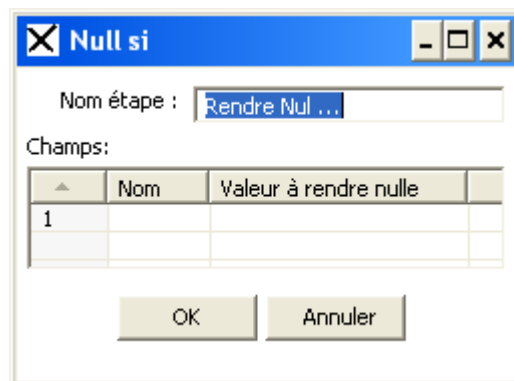 Null si
Nom étape : Rendre Nul ...
Champs:
Nom Valeur à rendre nulle
1
OK Annuler